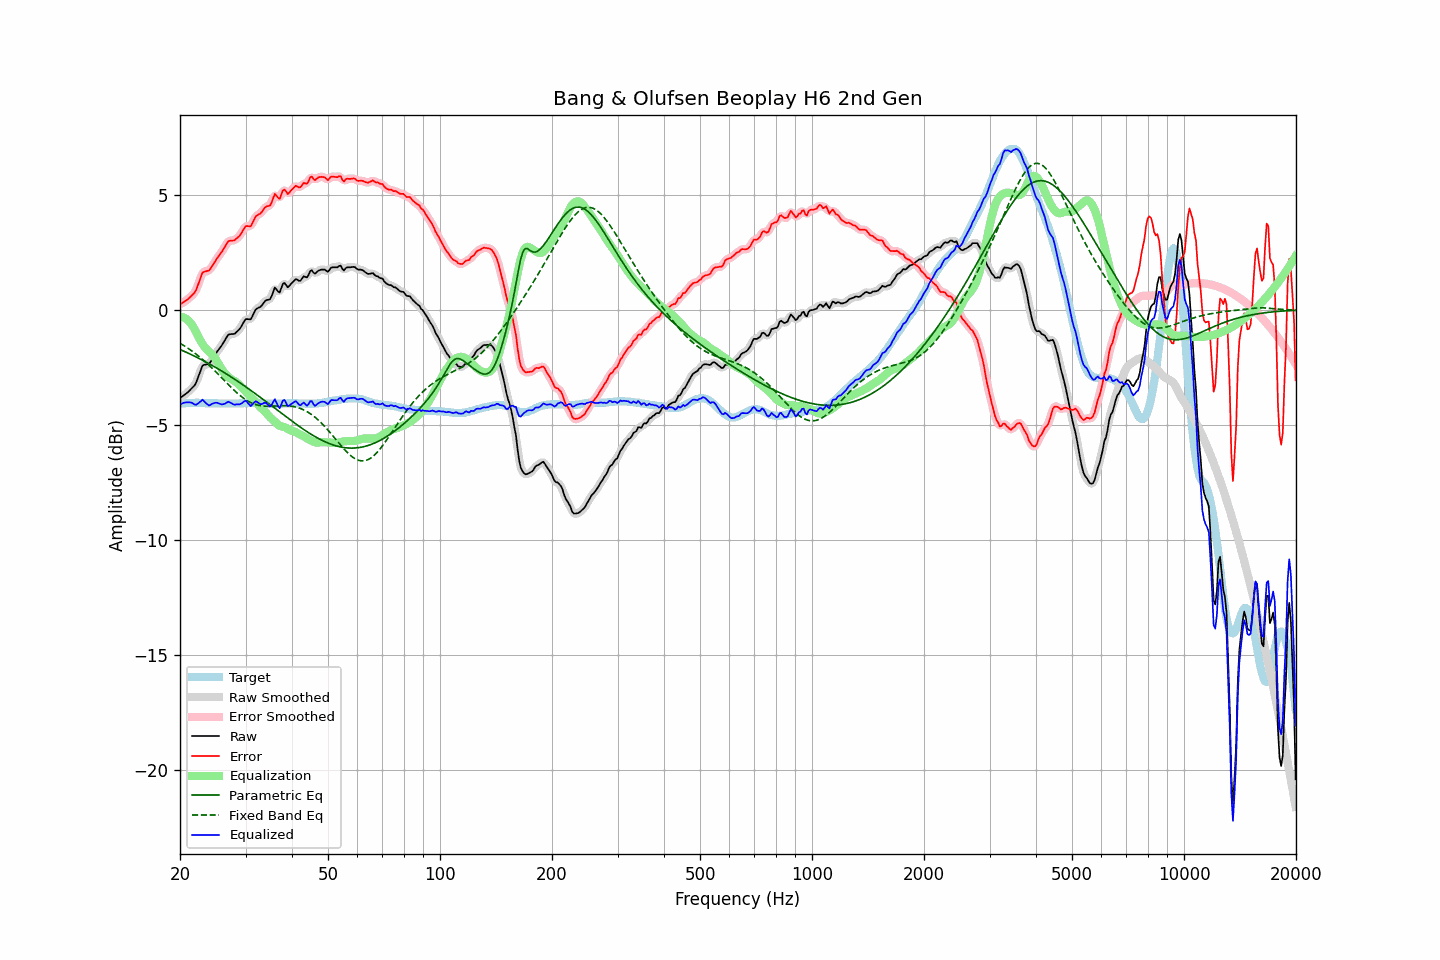 Bang & Olufsen Beoplay H6 2nd Gen
Amplitude (dBr)
5
0
−5
−10
−15
−20
Target
Raw Smoothed
Error Smoothed
Raw
Error
Equalization
Parametric Eq
Fixed Band Eq
Equalized
20 50 100 200 500 1000 2000 5000 10000 20000
Frequency (Hz)